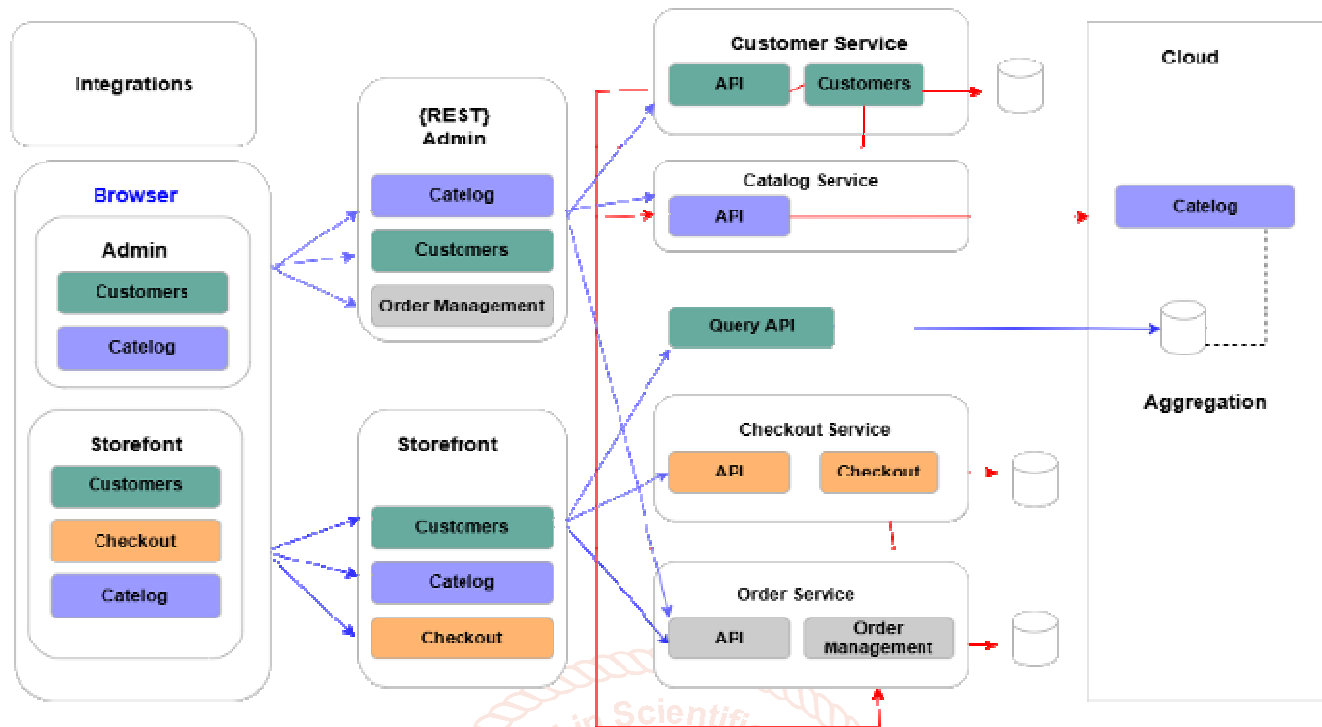 Integrations
Browser
Admin
Customers
Catelog
Storefont
Customers
Checkout
Catelog
{REST}
Admin
Catelog
Customers
Order Management
Storefront
Customers
Catelog
Checkout
Customer Service
API
Customers
Catalog Service
API
Query API
Checkout Service
API
Checkout
Order Service
API
Order
Management
Cloud
Catelog
Aggregation
in Scientific